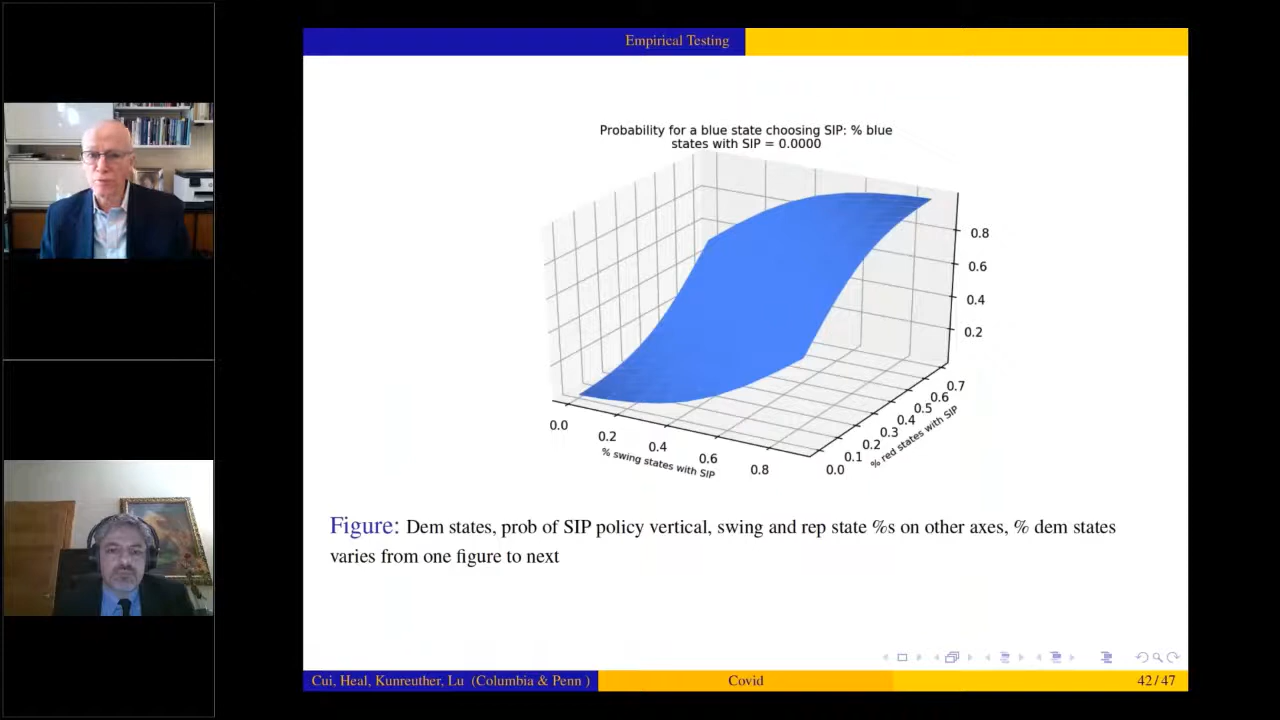 Empirical Testing
Probability for a blue state choosing SIP: % blue
states with SIP = 0.0000
0.8
0.6
0.4
0.2
0.0
0.2
0.4
0.6
0.8
% swing states with SIP
0.0
0.1
0.2
0.3
0.4
0.5
0.6
0.7
% red states with SIP
Figure: Dem states, prob of SIP policy vertical, swing and rep state %s on other axes, % dem states
varies from one figure to next
Cui, Heal, Kunreuther, Lu (Columbia & Penn )
Covid
42 / 47